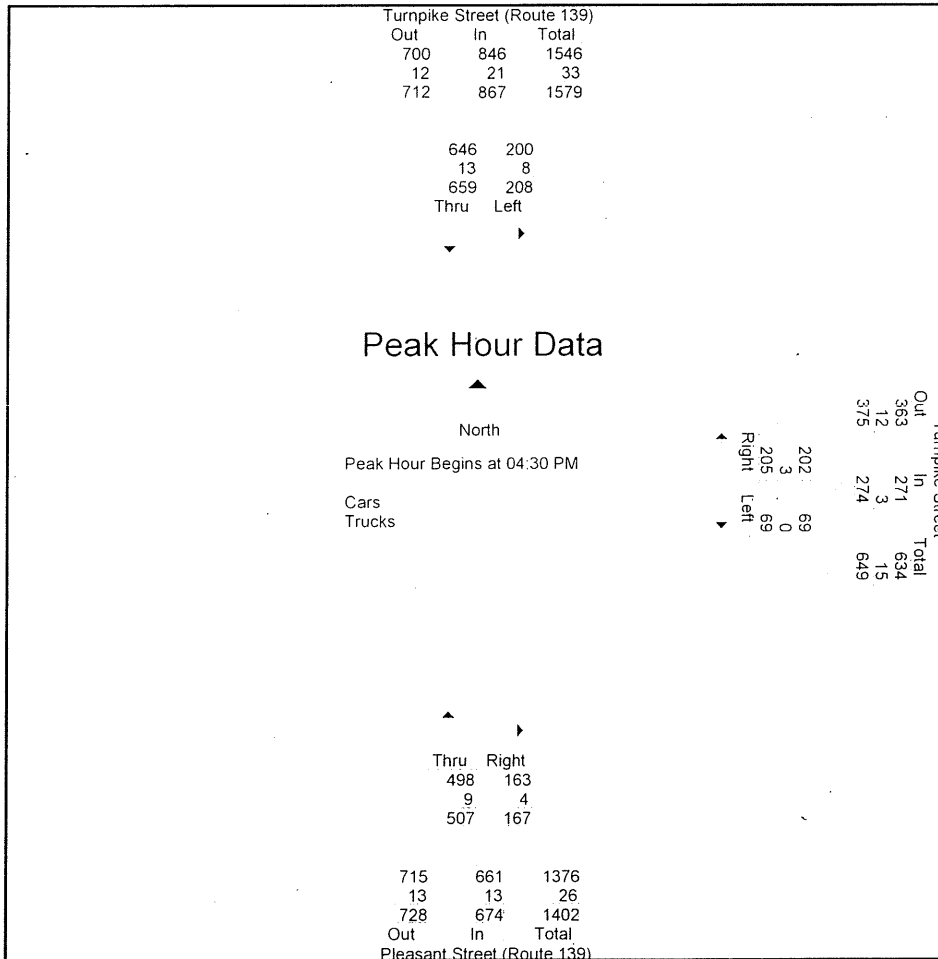 Turnpike Street (Route 139)
Out In Total
700 846 1546
12 21 33
712 867 1579
646 200
13 8
659 208
Thru Left
Peak Hour Data
North
Peak Hour Begins at 04:30 PM
Cars
Trucks
Right Left
205 69
3 0
202 69
Turnpike Street
Out In Total
363 271 634
12 3 15
375 274 649
Thru Right
498 163
9 4
507 167
715 661 1376
13 13 26
728 674 1402
Out In Total
Pleasant Street (Route 139)